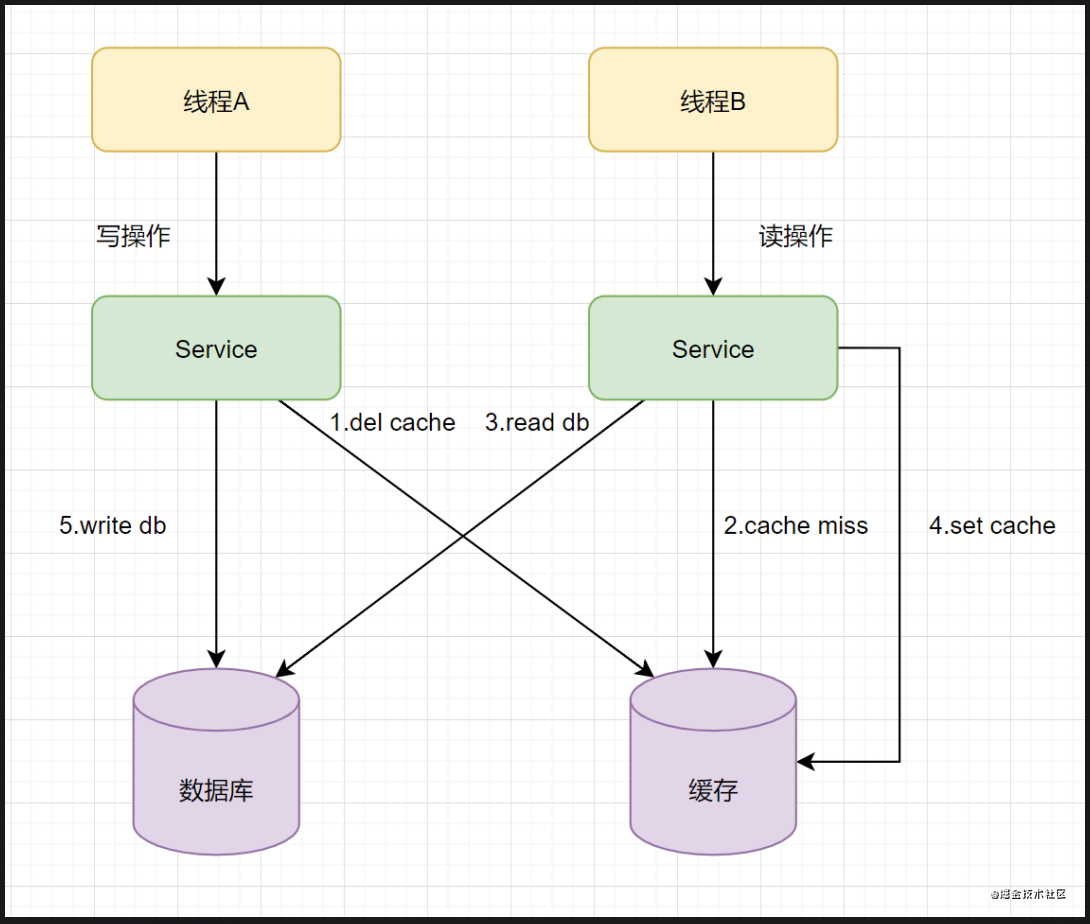 线程A
线程B
写操作
读操作
Service
Service
1.del cache
3.read db
5.write db
2.cache miss
4.set cache
数据库
缓存
@掘金技术社区